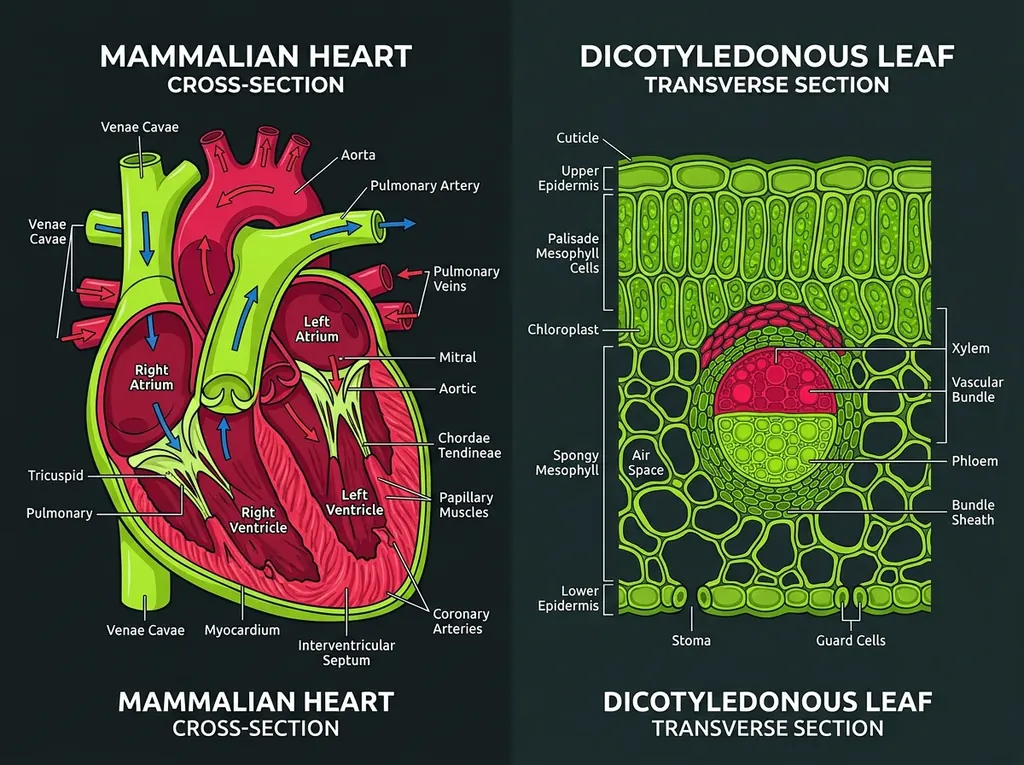 MAMMALIAN HEART
CROSS-SECTION
Venae Cavae
Aorta
Pulmonary Artery
Venae
Cavae
Pulmonary
Veins
Left
Atrium
Mitral
Right
Atrium
Aortic
Chordae
Tendineae
Tricuspid
Papillary
Muscles
Left
Ventricle
Pulmonary
Right
Ventricle
Coronary
Arteries
Venae Cavae
Myocardium
Interventricular
Septum
MAMMALIAN HEART
CROSS-SECTION
DICOTYLEDONOUS LEAF
TRANSVERSE SECTION
Cuticle
Upper
Epidermis
Palisade
Mesophyll
Cells
Chloroplast
Xylem
Vascular
Bundle
Spongy
Mesophyll
Air
Space
Phloem
Bundle
Sheath
Lower
Epidermis
Stoma
Guard Cells
DICOTYLEDONOUS LEAF
TRANSVERSE SECTION